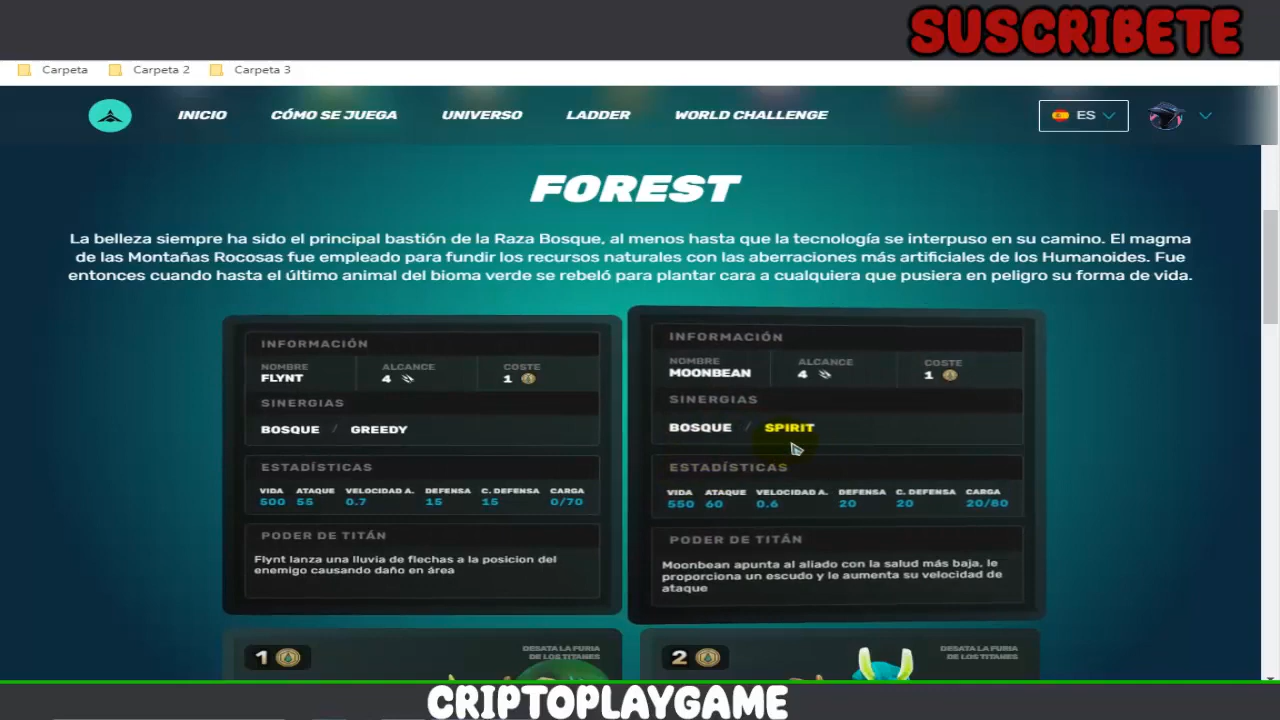 SUSCRIBETE
Carpeta Carpeta 2 Carpeta 3
INICIO CÓMO SE JUEGA UNIVERSO LADDER WORLD CHALLENGE ES
FOREST
La belleza siempre ha sido el principal bastión de la Raza Bosque, al menos hasta que la tecnología se interpuso en su camino. El magma
de las Montañas Rocosas fue empleado para fundir los recursos naturales con las aberraciones más artificiales de los Humanoides. Fue
entonces cuando hasta el último animal del bioma verde se rebeló para plantar cara a cualquiera que pusiera en peligro su forma de vida.
INFORMACIÓN
NOMBRE ALCANCE COSTE
FLYNT 4 1
SINERGIAS
BOSQUE / GREEDY
ESTADÍSTICAS
VIDA ATAQUE VELOCIDAD A. DEFENSA C. DEFENSA CARGA
500 55 0.7 15 15 0/70
PODER DE TITÁN
Flynt lanza una lluvia de flechas a la posicion del
enemigo causando daño en área
INFORMACIÓN
NOMBRE ALCANCE COSTE
MOONBEAN 4 1
SINERGIAS
BOSQUE / SPIRIT
ESTADÍSTICAS
VIDA ATAQUE VELOCIDAD A. DEFENSA C. DEFENSA CARGA
550 60 0.6 20 20 20/80
PODER DE TITÁN
Moonbean apunta al aliado con la salud más baja, le
proporciona un escudo y le aumenta su velocidad de
ataque
1
DESATA LA FURIA
DE LOS TITANES
2
DESATA LA FURIA
DE LOS TITANES
CRIPTOPLAYGAME